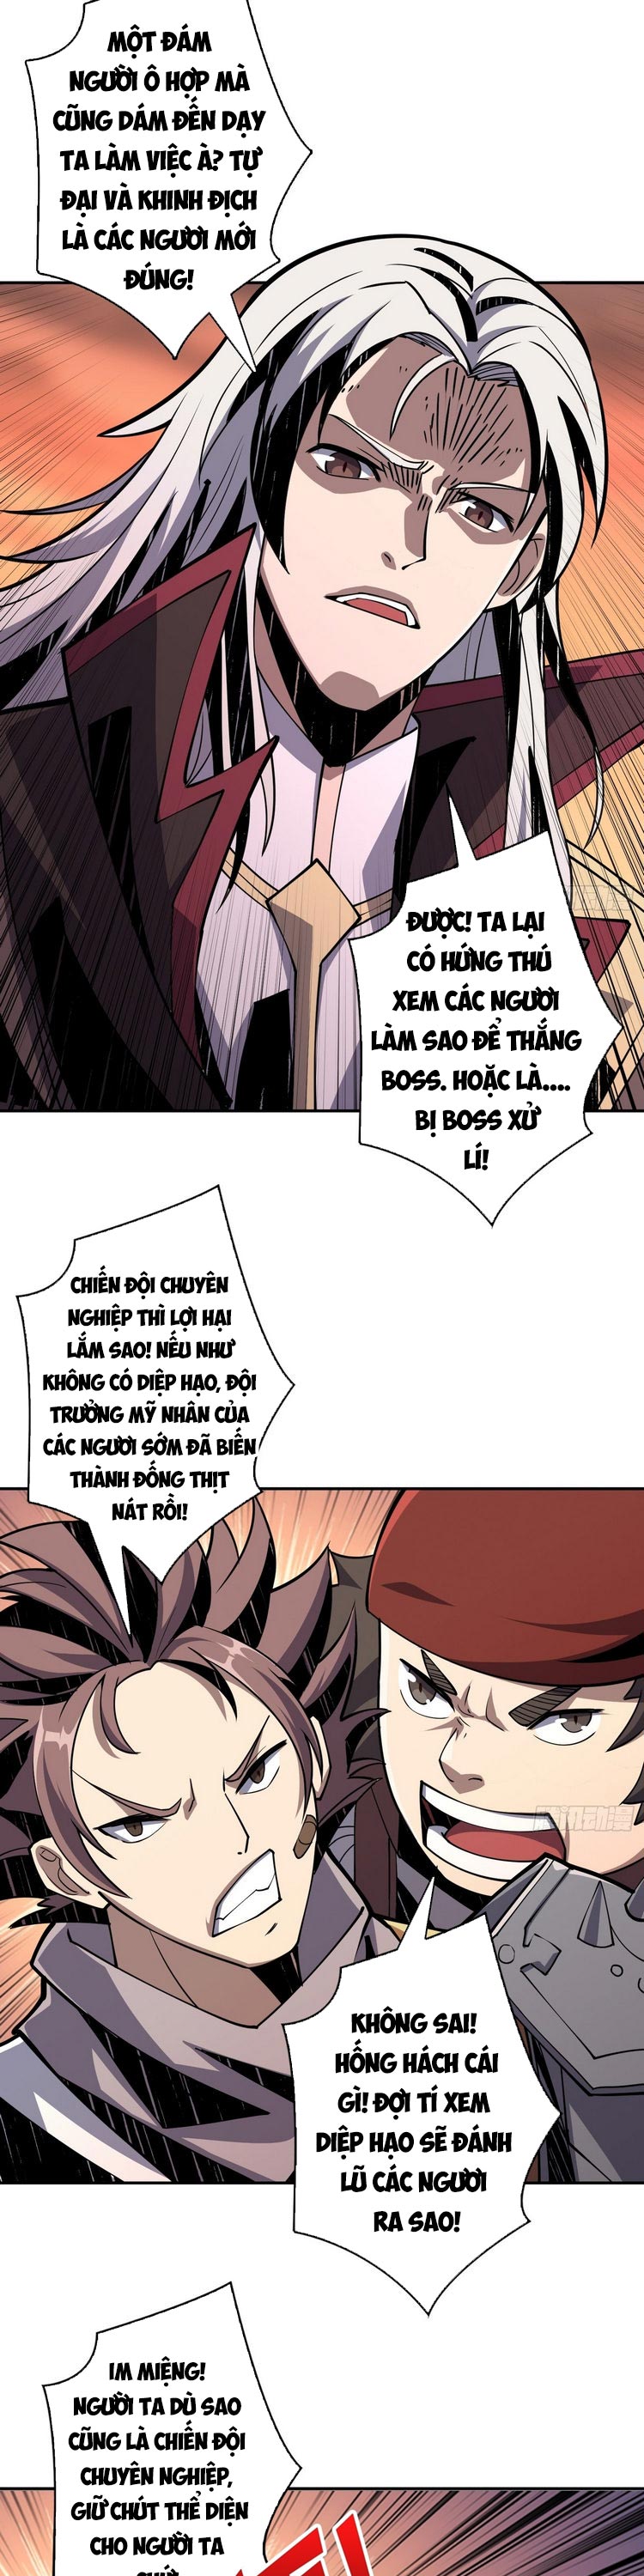 MỘT ĐÁM
NGƯỜI Ô HỢP MÀ
CŨNG DÁM ĐẾN DẠY
TA LÀM VIỆC À? TỰ
ĐẠI VÀ KHINH ĐỊCH
LÀ CÁC NGƯƠI MỚI
ĐÚNG!
ĐƯỢC! TA LẠI
CÓ HỨNG THÚ
XEM CÁC NGƯƠI
LÀM SAO ĐỂ THẮNG
BOSS. HOẶC LÀ....
BỊ BOSS XỬ
LÍ!
CHIẾN ĐỘI CHUYÊN
NGHIỆP THÌ LỢI HẠI
LẮM SAO! NẾU NHƯ
KHÔNG CÓ DIỆP HẠO, ĐỘI
TRƯỞNG MỸ NHÂN CỦA
CÁC NGƯƠI SỚM ĐÃ BIẾN
THÀNH ĐỐNG THỊT
NÁT RỒI!
KHÔNG SAI!
HỐNG HÁCH CÁI
GÌ! ĐỢI TÍ XEM
DIỆP HẠO SẼ ĐÁNH
LŨ CÁC NGƯƠI
RA SAO!
IM MIỆNG!
NGƯỜI TA DÙ SAO
CŨNG LÀ CHIẾN ĐỘI
CHUYÊN NGHIỆP,
GIỮ CHÚT THỂ DIỆN
CHO NGƯỜI TA